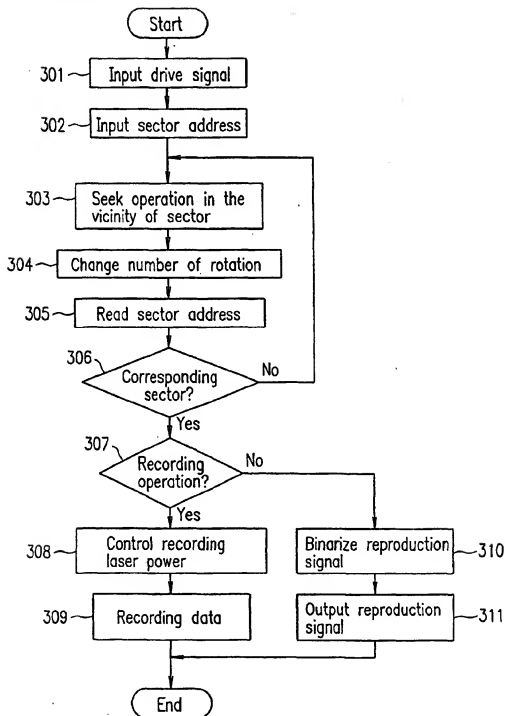 Start
301
Input drive signal
302
Input sector address
303
Seek operation in the
vicinity of sector
304
Change number of rotation
305
Read sector address
306
Corresponding
sector?
No
Yes
307
Recording
operation?
No
Yes
308
Control recording
laser power
Binarize reproduction
signal
310
309
Recording data
Output reproduction
signal
311
End